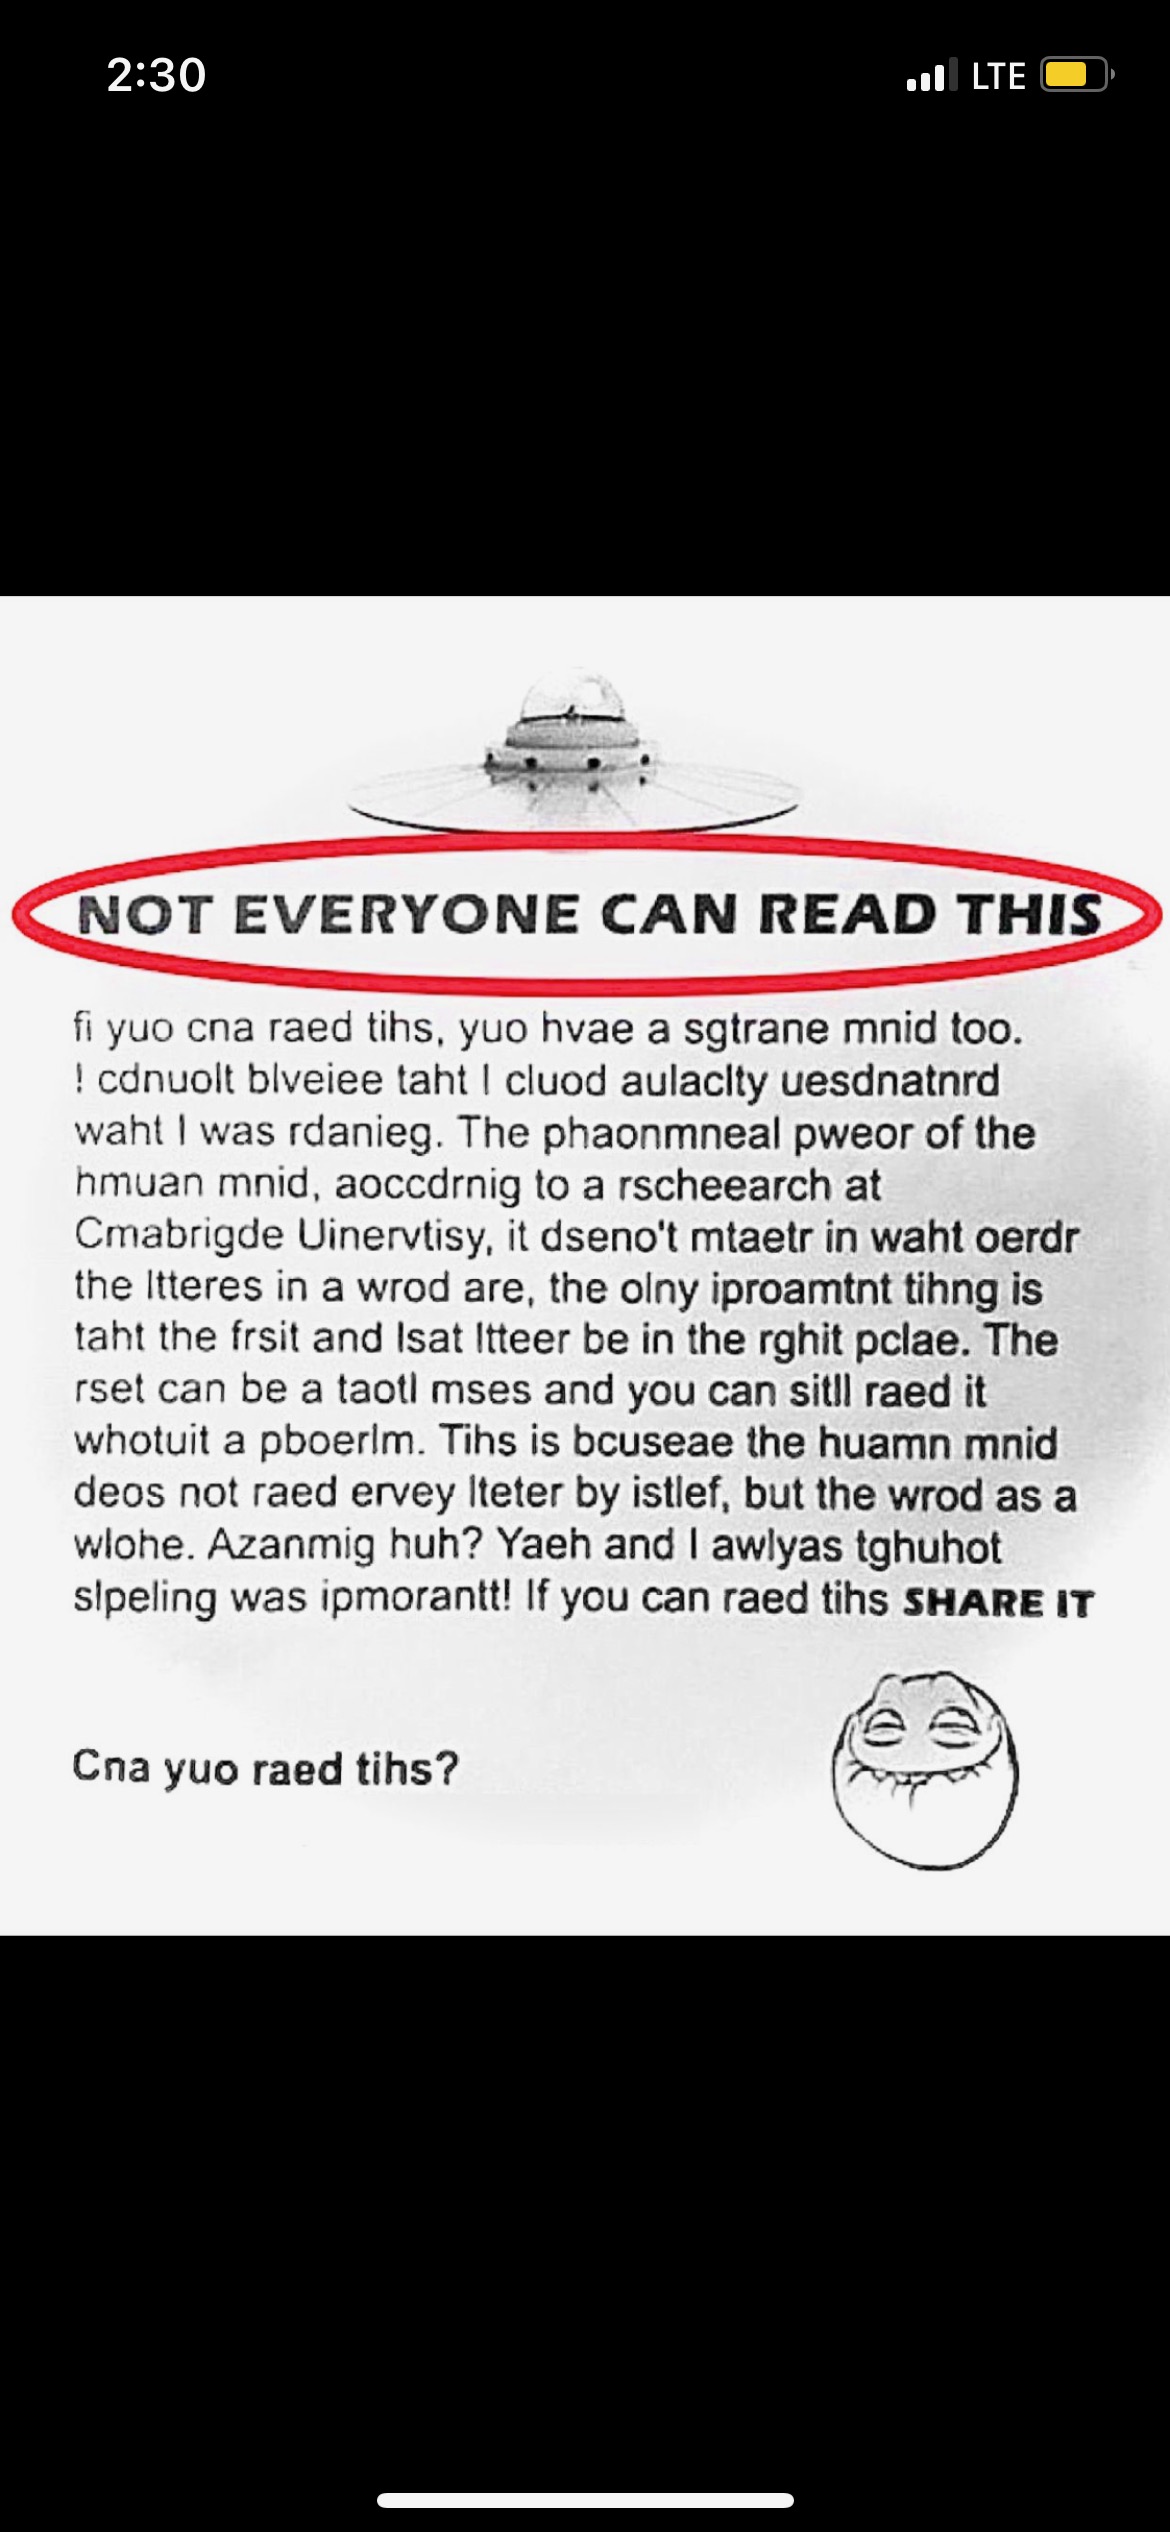 2:30
LTE
NOT EVERYONE CAN READ THIS
fi yuo cna raed tihs, yuo hvae a sgtrane mnid too.
! cdnuolt blveiee taht I cluod aulaclty uesdnatnrd
waht I was rdanieg. The phaonmneal pweor of the
hmuan mnid, aoccdrnig to a rscheearch at
Cmabrigde Uinervtisy, it dseno't mtaetr in waht oerdr
the ltteres in a wrod are, the olny iproamtnt tihng is
taht the frsit and lsat ltteer be in the rghit pclae. The
rset can be a taotl mses and you can sitll raed it
whotuit a pboerlm. Tihs is bcuseae the huamn mnid
deos not raed ervey lteter by istlef, but the wrod as a
wlohe. Azanmig huh? Yaeh and I awlyas tghuhot
slpeling was ipmorantt! If you can raed tihs SHARE IT
Cna yuo raed tihs?